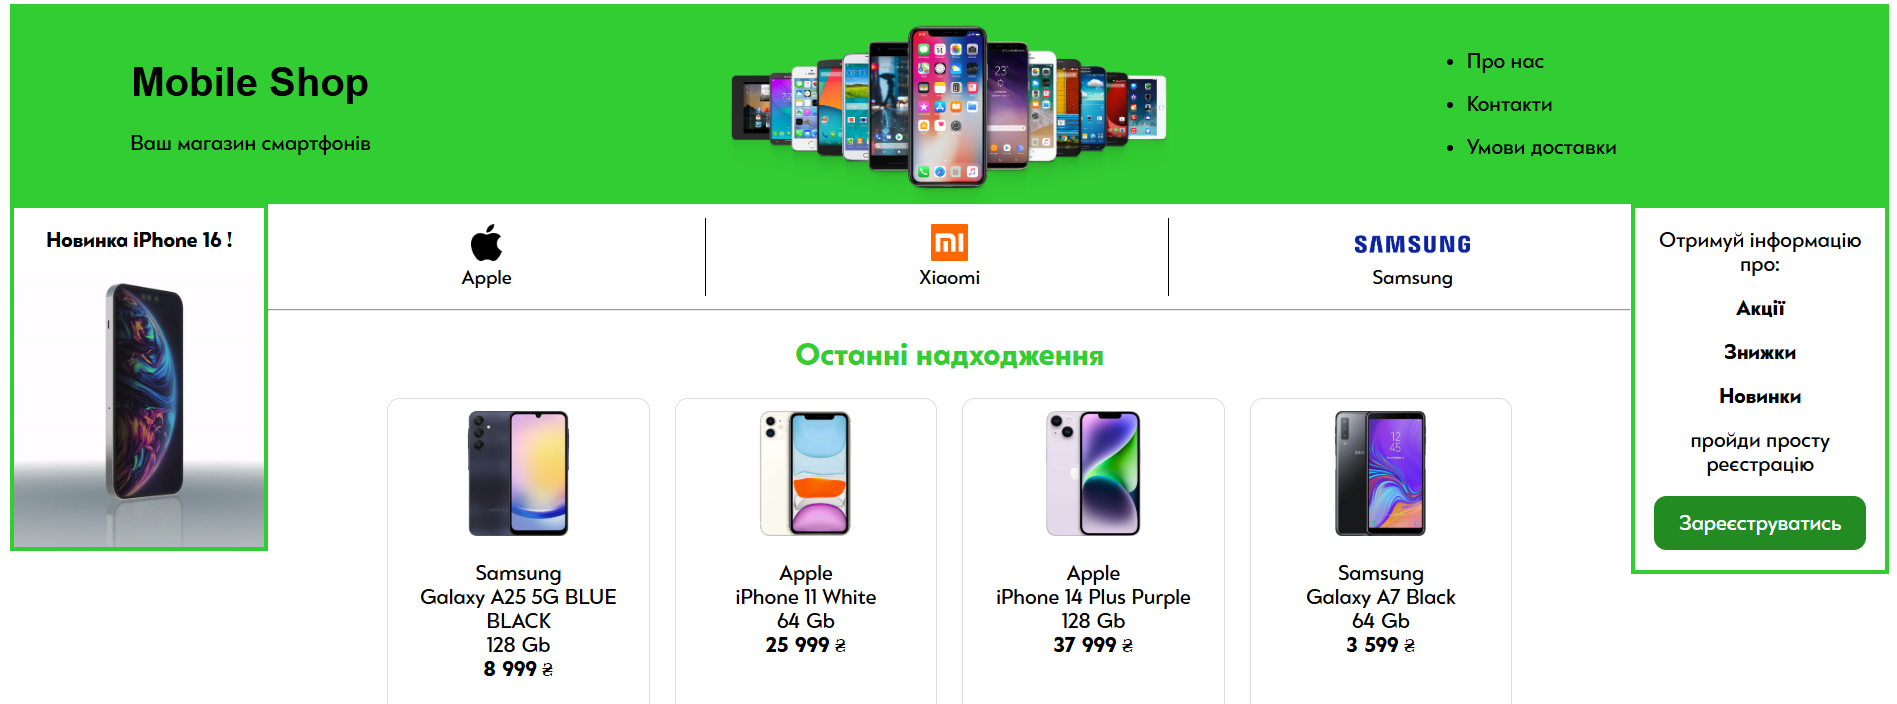 Mobile Shop
Ваш магазин смартфонів
Про нас
Контакти
Умови доставки
Новинка iPhone 16 !
Apple
mi
Xiaomi
SAMSUNG
Samsung
Отримуй інформацію
про:
Акції
Знижки
Новинки
пройди просту
реєстрацію
Зареєструватись
Останні надходження
Samsung
Galaxy A25 5G BLUE
BLACK
128 Gb
8 999 ₴
Apple
iPhone 11 White
64 Gb
25 999 ₴
Apple
iPhone 14 Plus Purple
128 Gb
37 999 ₴
Samsung
Galaxy A7 Black
64 Gb
3 599 ₴